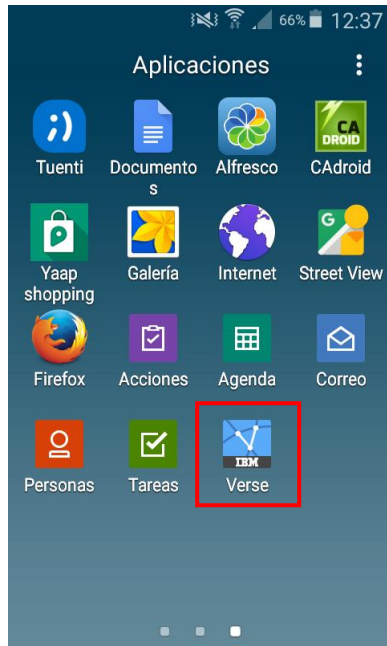 66% 12:37
Aplicaciones
;)
CA
DROID
Tuenti
Documento
s
Alfresco
CAdroid
G
Yaap
shopping
Galería
Internet
Street View
Firefox
Acciones
Agenda
Correo
IBM
Personas
Tareas
Verse